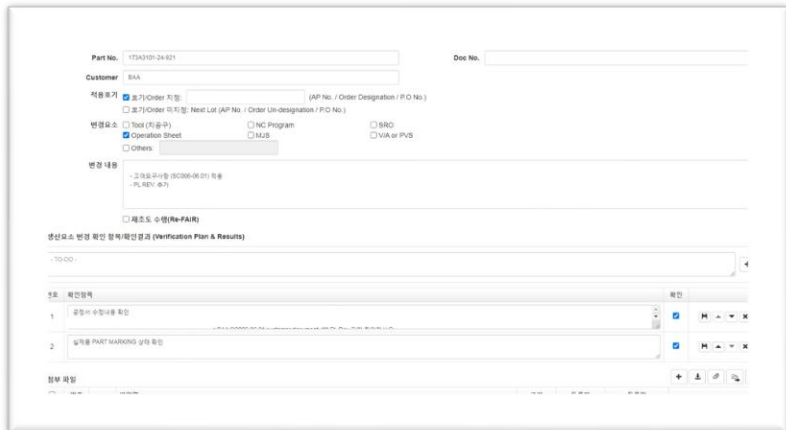 Part No. 173A3101-24-821 Doc No.
Customer BAA
적용호기 호기/Order 지정: (AP No. / Order Designation / P.O No.)
호기/Order 미지정: Next Lot (AP No. / Order Un-designation / P.O No.)
변경요소 Tool (치공구) NC Program SRO
Operation Sheet MJS V/A or PVS
Others:
변경 내용
- 고객요구사항 (SC006-06.01) 적용
- PL REV. 추가
재초도 수행(Re-FAIR)
생산요소 변경 확인 항목/확인결과 (Verification Plan & Results)
- TO-DO -
번호 확인항목 확인
1 공정서 수정내용 확인
2 실제품 PART MARKING 상태 확인
첨부 파일